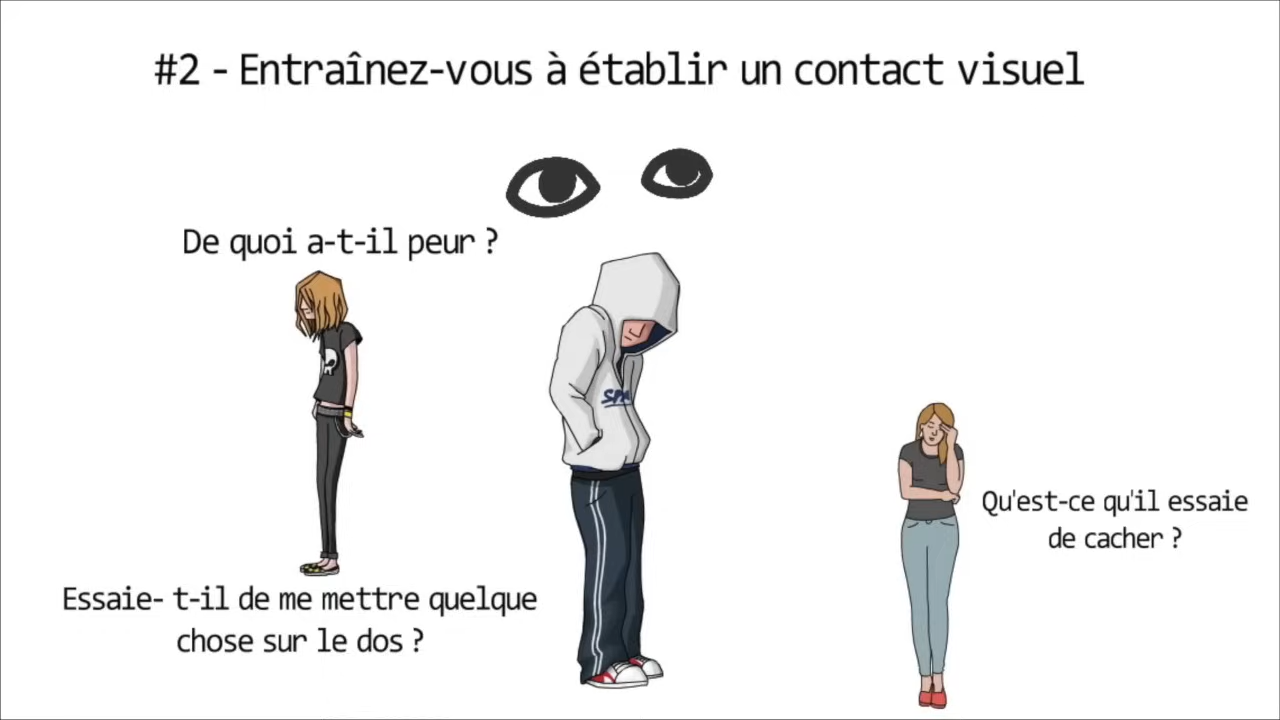 #2 - Entraînez-vous à établir un contact visuel
De quoi a-t-il peur ?
Essaie- t-il de me mettre quelque
chose sur le dos ?
Qu'est-ce qu'il essaie
de cacher ?